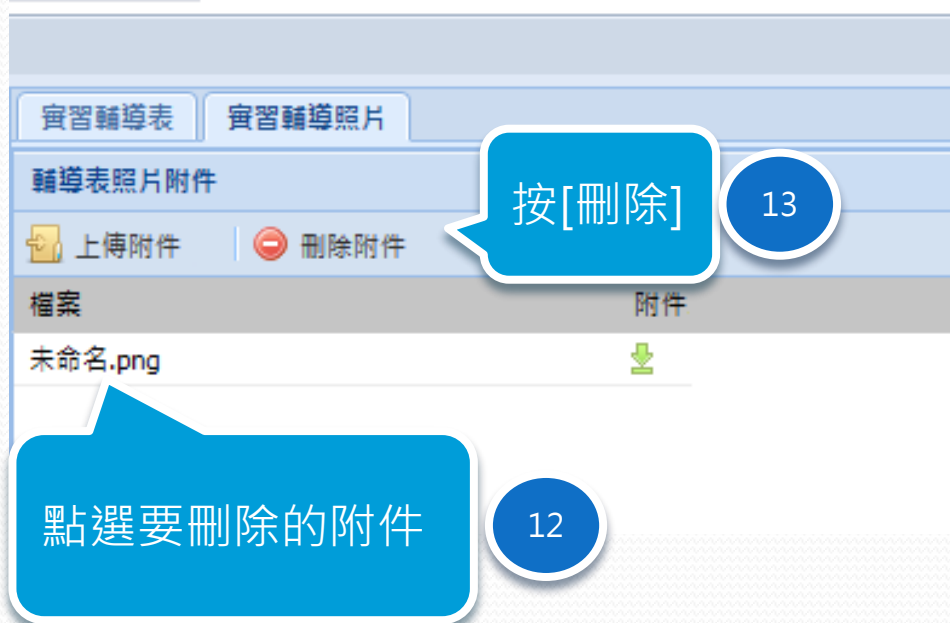 實習輔導表 實習輔導照片
輔導表照片附件
按[刪除]
13
上傳附件 刪除附件
檔案 附件
未命名.png
點選要刪除的附件
12